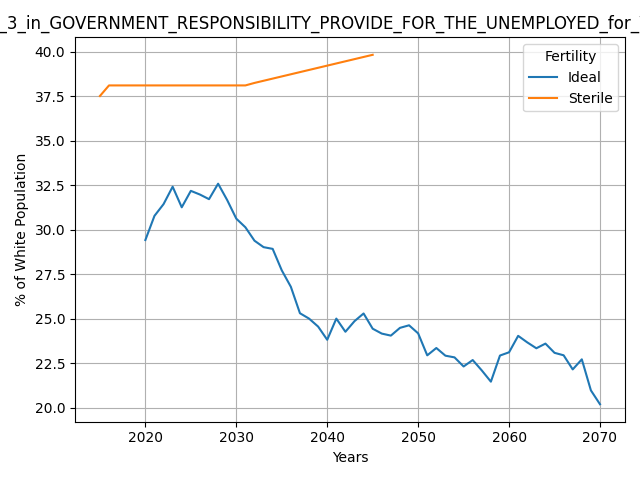 _3_in_GOVERNMENT_RESPONSIBILITY_PROVIDE_FOR_THE_UNEMPLOYED_for_
Fertility
Ideal
Sterile
% of White Population
40.0
37.5
35.0
32.5
30.0
27.5
25.0
22.5
20.0
2020 2030 2040 2050 2060 2070
Years